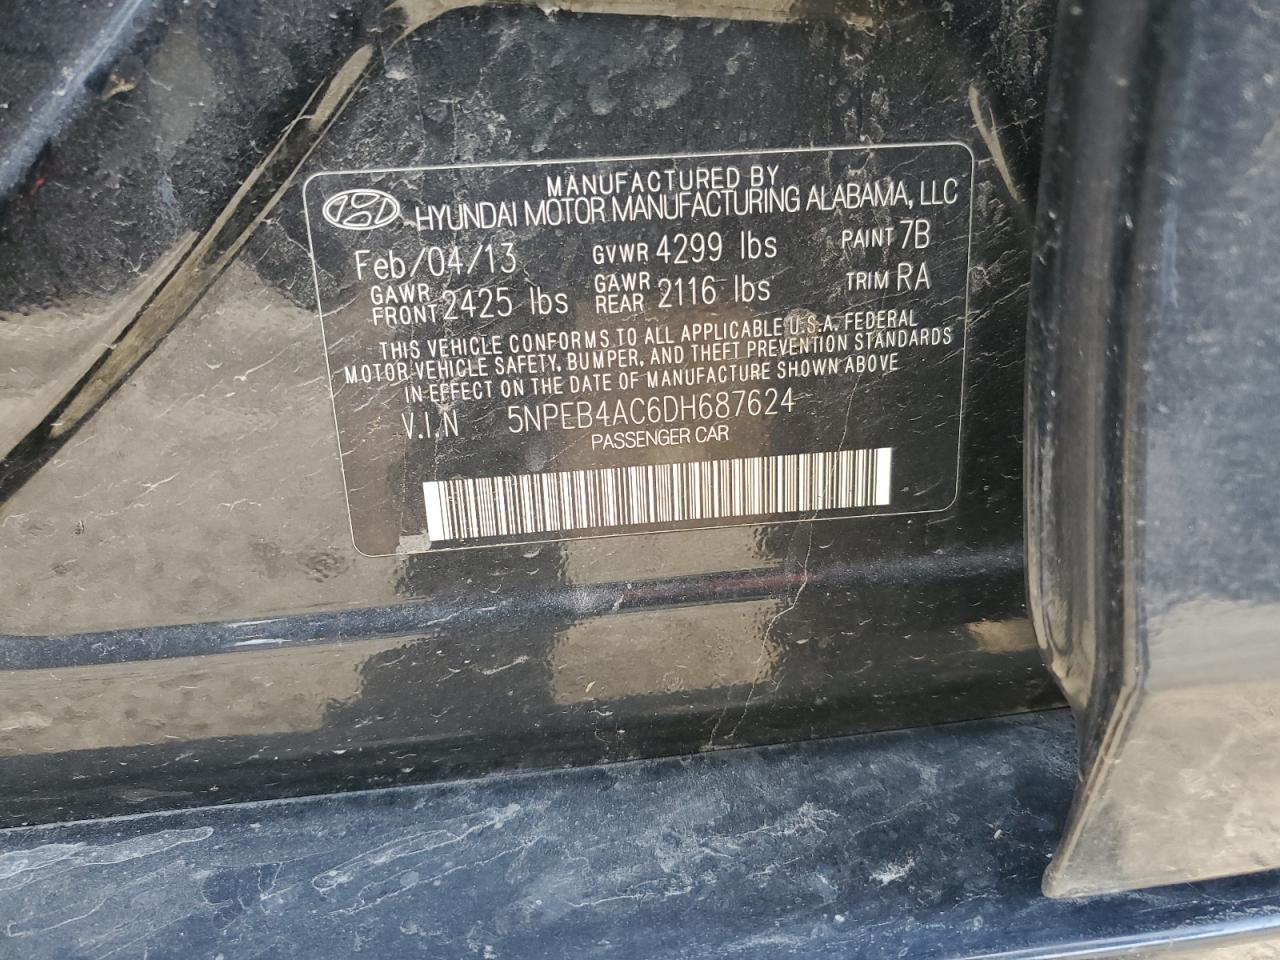 MANUFACTURED BY
HYUNDAI MOTOR MANUFACTURING ALABAMA, LLC
Feb/04/13 GVWR 4299 lbs PAINT 7B
GAWR FRONT 2425 lbs GAWR REAR 2116 lbs TRIM RA
THIS VEHICLE CONFORMS TO ALL APPLICABLE U.S.A. FEDERAL
MOTOR VEHICLE SAFETY, BUMPER, AND THEFT PREVENTION STANDARDS
IN EFFECT ON THE DATE OF MANUFACTURE SHOWN ABOVE
V.I.N 5NPEB4AC6DH687624
PASSENGER CAR